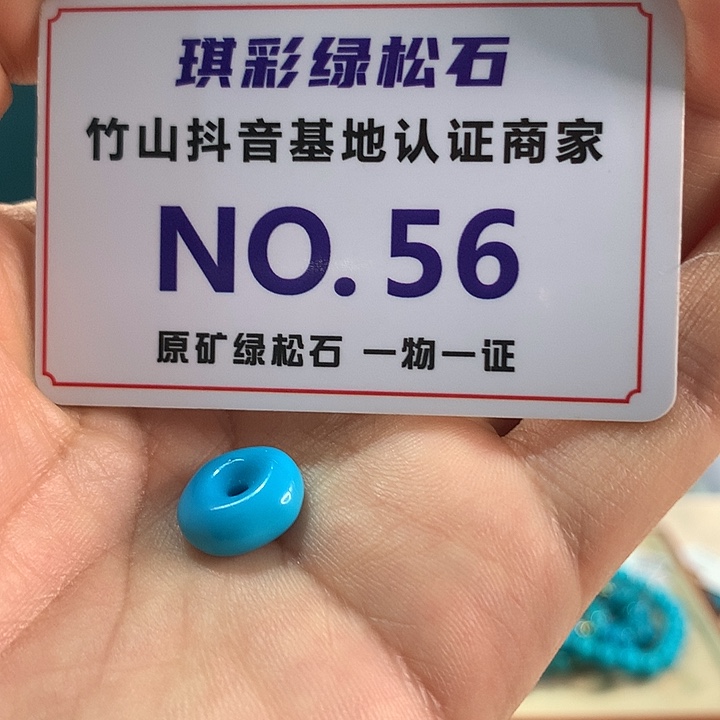 琪彩绿松石
竹山抖音基地认证商家
NO.56
原矿绿松石 一物一证